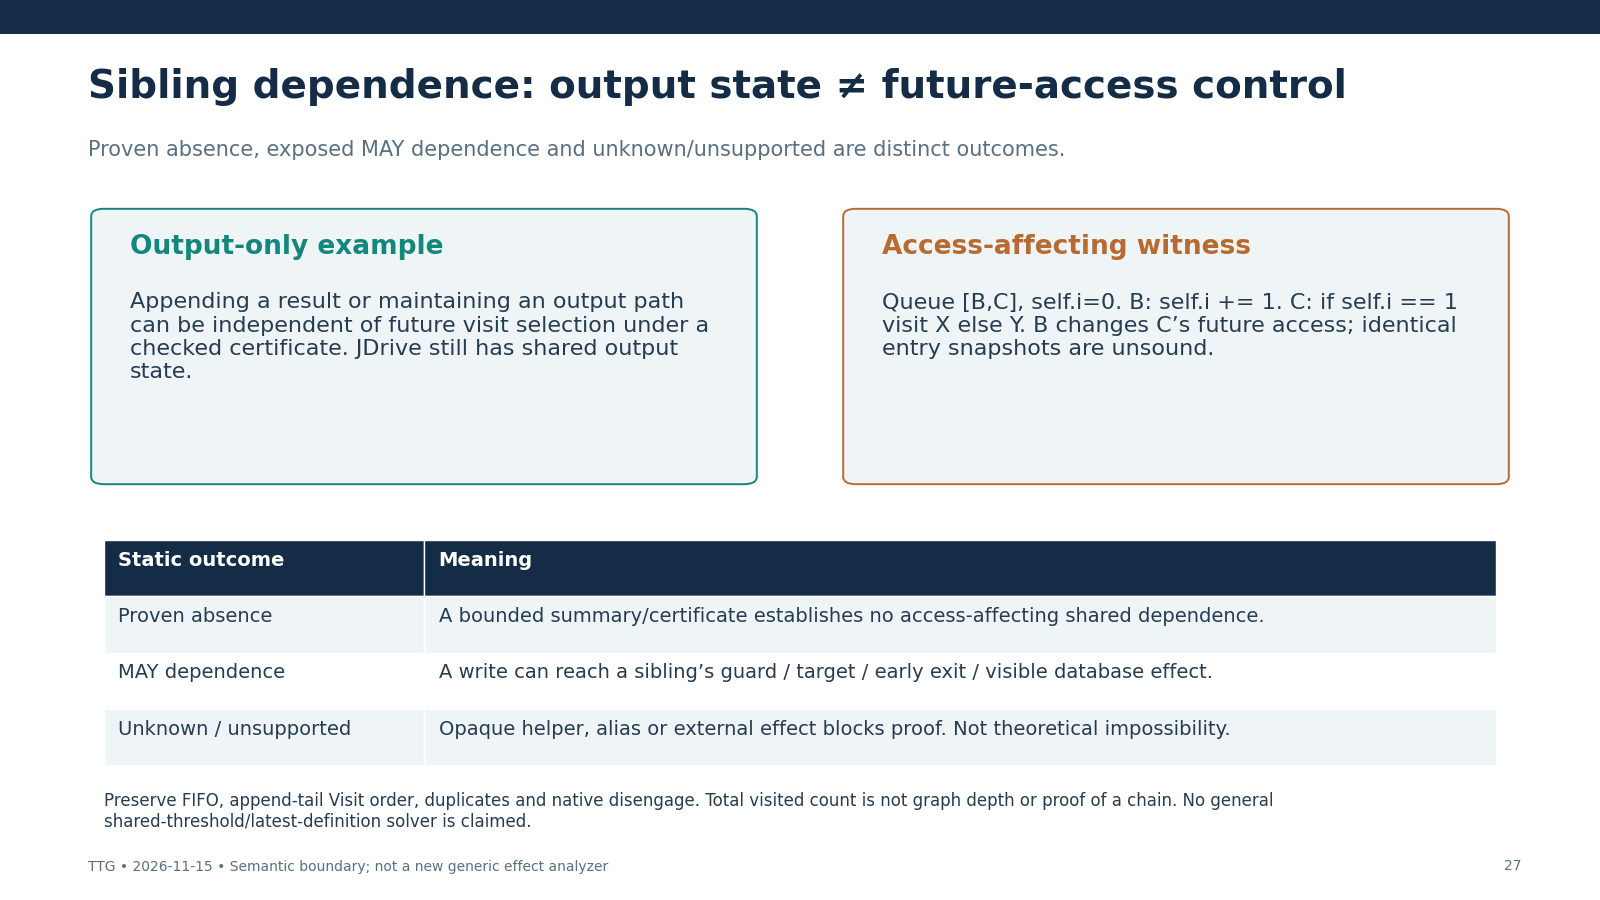 Sibling dependence: output state ≠ future-access control
Proven absence, exposed MAY dependence and unknown/unsupported are distinct outcomes.
Output-only example
Appending a result or maintaining an output path
can be independent of future visit selection under a
checked certificate. JDrive still has shared output
state.
Access-affecting witness
Queue [B,C], self.i=0. B: self.i += 1. C: if self.i == 1
visit X else Y. B changes C’s future access; identical
entry snapshots are unsound.
Static outcome
Meaning
Proven absence
A bounded summary/certificate establishes no access-affecting shared dependence.
MAY dependence
A write can reach a sibling’s guard / target / early exit / visible database effect.
Unknown / unsupported
Opaque helper, alias or external effect blocks proof. Not theoretical impossibility.
Preserve FIFO, append-tail Visit order, duplicates and native disengage. Total visited count is not graph depth or proof of a chain. No general
shared-threshold/latest-definition solver is claimed.
TTG • 2026-11-15 • Semantic boundary; not a new generic effect analyzer
27